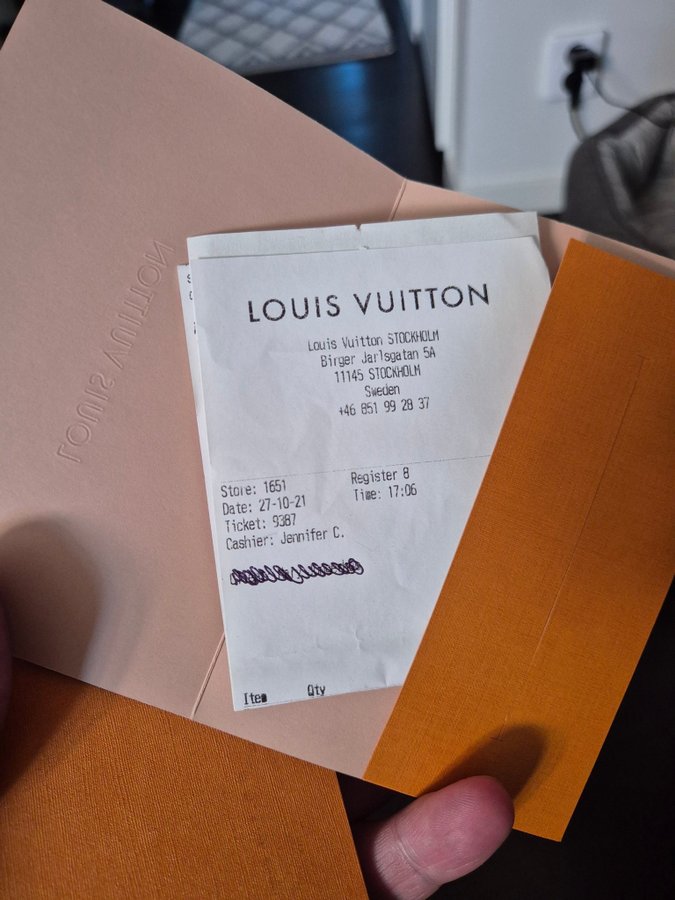 LOUIS VUITTON
LOUIS VUITTON
Louis Vuitton STOCKHOLM
Birger Jarlsgatan 5A
11145 STOCKHOLM
Sweden
+46 851 99 28 37
Store: 1651 Register 8
Date: 27-10-21 Time: 17:06
Ticket: 9387
Cashier: Jennifer C.
Item Qty